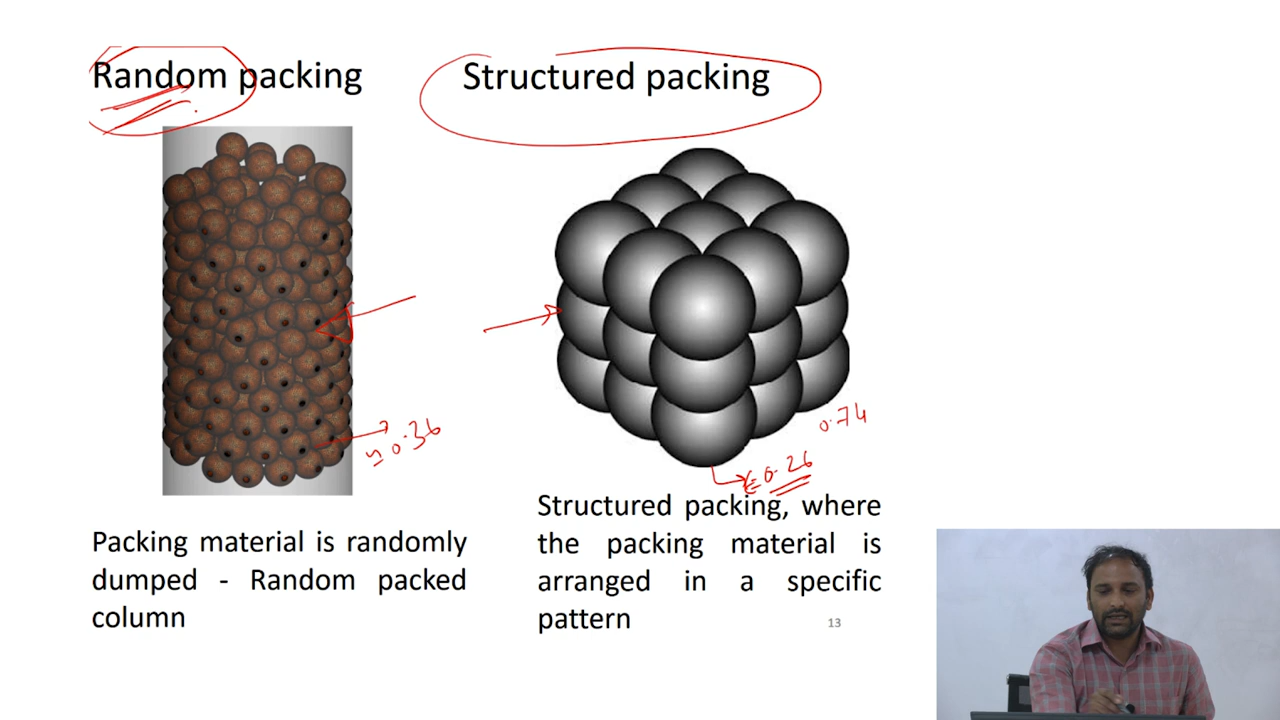 Random packing
Structured packing
≈ 0.36
0.74
ε = 0.26
Packing material is randomly
dumped - Random packed
column
Structured packing, where
the packing material is
arranged in a specific
pattern
13